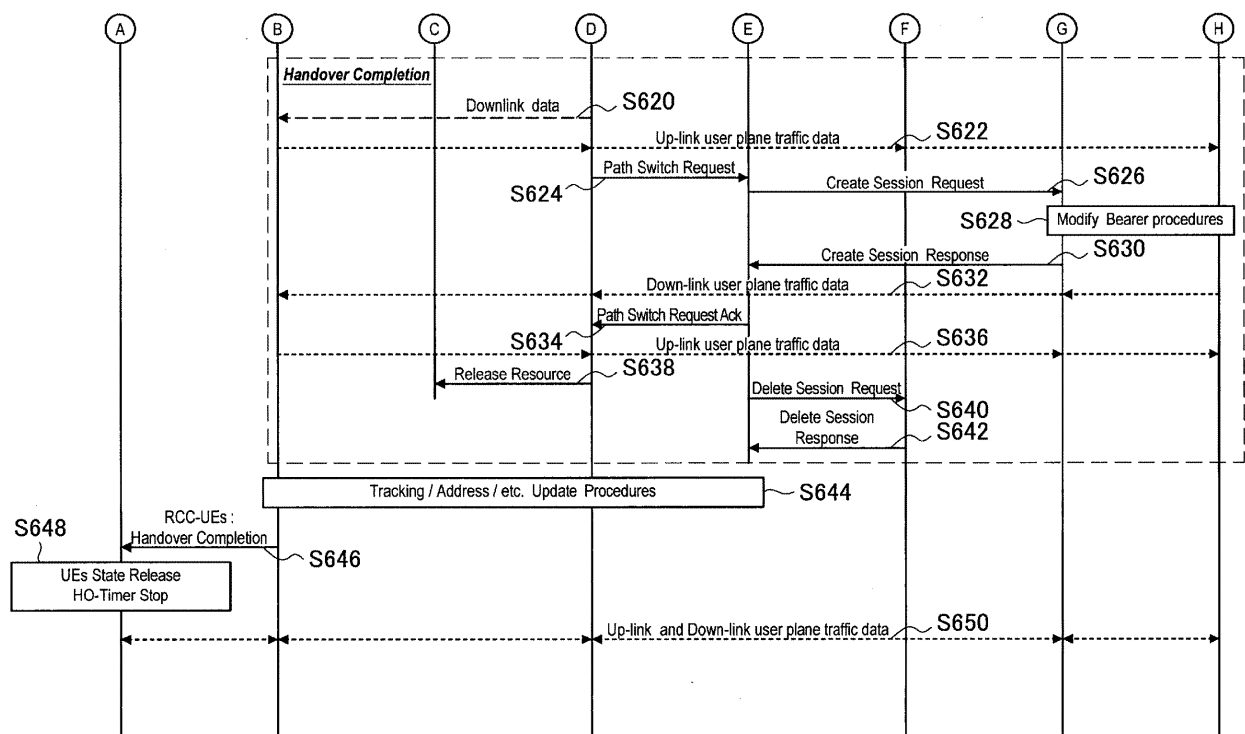 A B C D E F G H
Handover Completion
Downlink data
S620
Up-link user plane traffic data
S622
Path Switch Request
S624
Create Session Request
S626
Modify Bearer procedures
S628
Create Session Response
S630
Down-link user plane traffic data
S632
Path Switch Request Ack
S634
Up-link user plane traffic data
S636
Release Resource
S638
Delete Session Request
S640
Delete Session
Response
S642
Tracking / Address / etc. Update Procedures
S644
RCC-UEs :
Handover Completion
S646
S648
UEs State Release
HO-Timer Stop
Up-link and Down-link user plane traffic data
S650